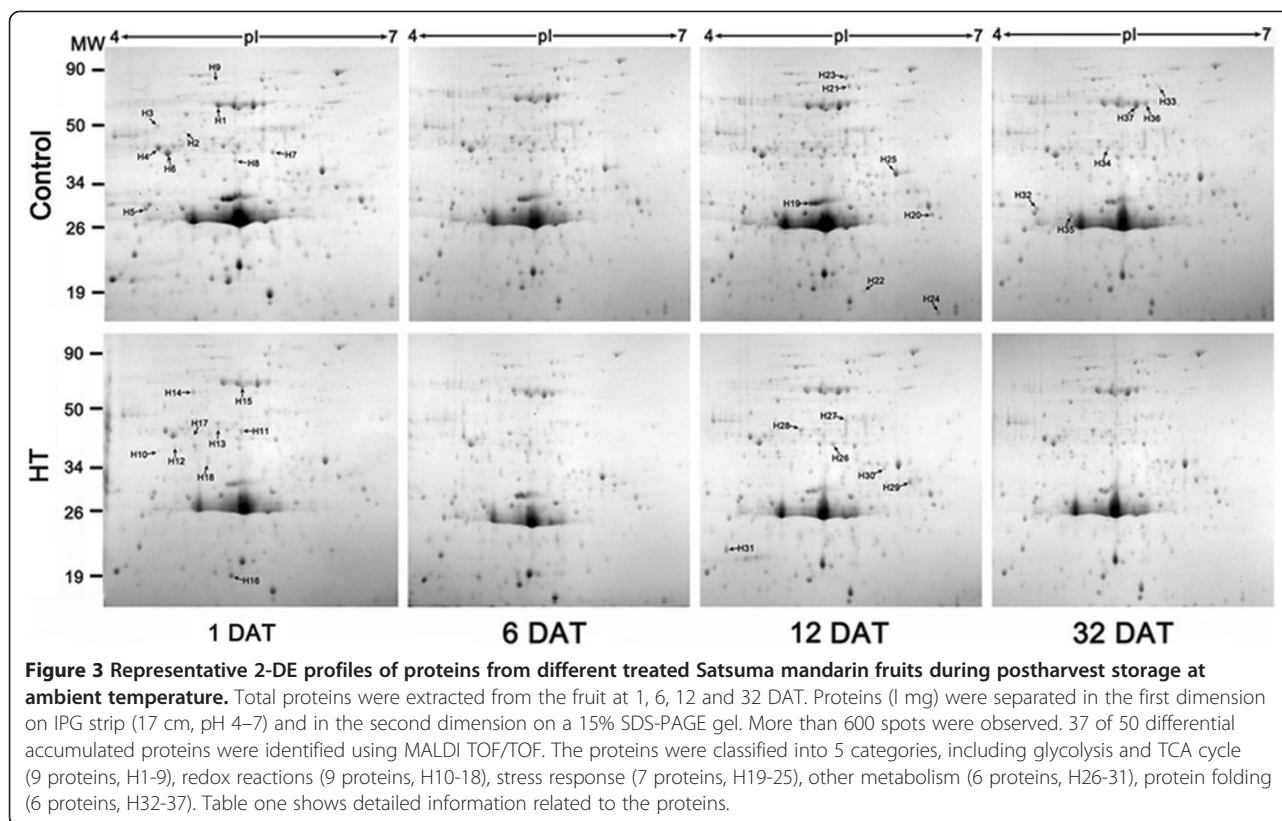 4 pI 7 4 pI 7 4 pI 7 4 pI 7
MW
90
50
34
26
19
Control
H9
H1
H3
H2
H4
H6
H8
H7
H5
H23
H21
H25
H19
H20
H22
H24
H33
H37
H36
H34
H32
H35
90
50
34
26
19
HT
H14
H15
H17
H13
H11
H10
H12
H18
H16
H27
H28
H26
H30
H29
H31
1 DAT 6 DAT 12 DAT 32 DAT
Figure 3 Representative 2-DE profiles of proteins from different treated Satsuma mandarin fruits during postharvest storage at
ambient temperature. Total proteins were extracted from the fruit at 1, 6, 12 and 32 DAT. Proteins (l mg) were separated in the first dimension
on IPG strip (17 cm, pH 4–7) and in the second dimension on a 15% SDS-PAGE gel. More than 600 spots were observed. 37 of 50 differential
accumulated proteins were identified using MALDI TOF/TOF. The proteins were classified into 5 categories, including glycolysis and TCA cycle
(9 proteins, H1-9), redox reactions (9 proteins, H10-18), stress response (7 proteins, H19-25), other metabolism (6 proteins, H26-31), protein folding
(6 proteins, H32-37). Table one shows detailed information related to the proteins.